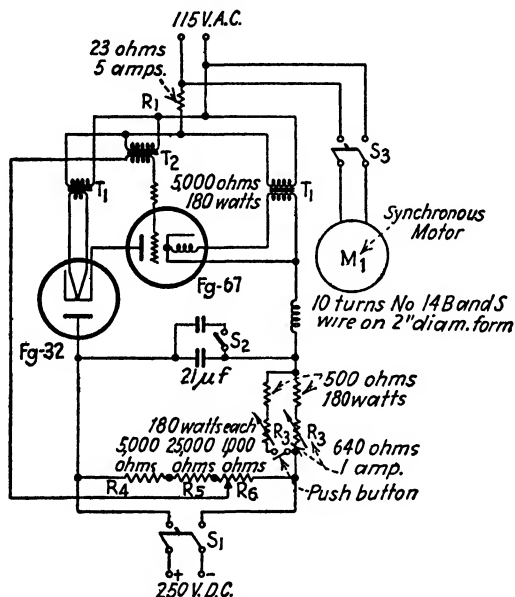 115 V. A.C.
23 ohms
5 amps.
R1
T2
S3
T1
5,000 ohms
180 watts
T1
Synchronous
Motor
M1
Fg-67
10 turns No 14 B and S
wire on 2" diam. form
Fg-32
S2
21 μf
500 ohms
180 watts
180 watts each
5,000 25,000 1,000
ohms ohms ohms
R3
R3
640 ohms
1 amp.
Push button
R4
R5
R6
S1
+ -
250 V. D.C.